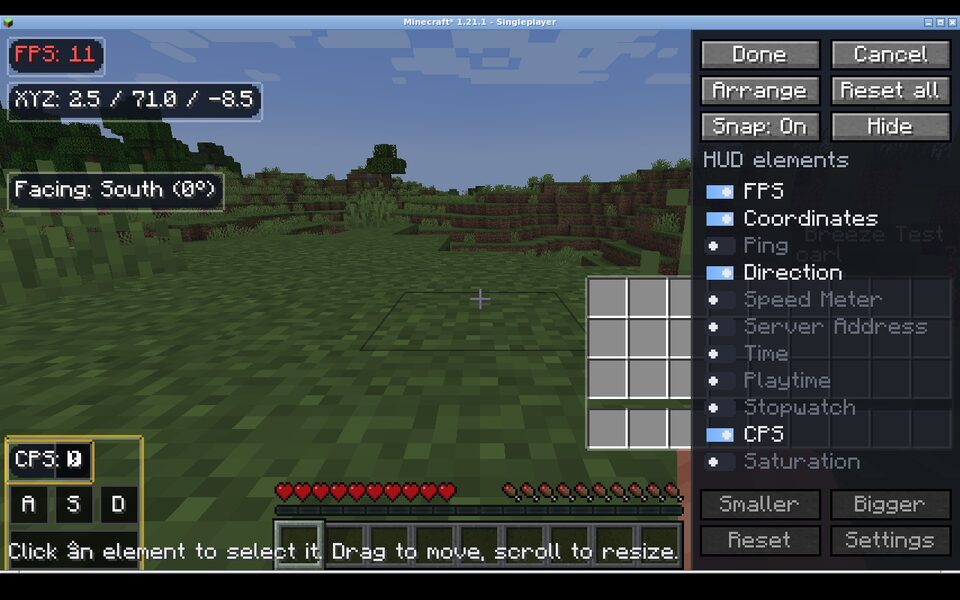 Minecraft* 1.21.1 - Singleplayer
FPS: 11
XYZ: 2.5 / 71.0 / -8.5
Facing: South (0°)
CPS: 0
A S D
Click an element to select it. Drag to move, scroll to resize.
Done Cancel
Arrange Reset all
Snap: On Hide
HUD elements
FPS
Coordinates
Breeze Test
Ping
carl
Direction
Speed Meter
Server Address
Time
Playtime
Stopwatch
CPS
Saturation
Smaller Bigger
Reset Settings